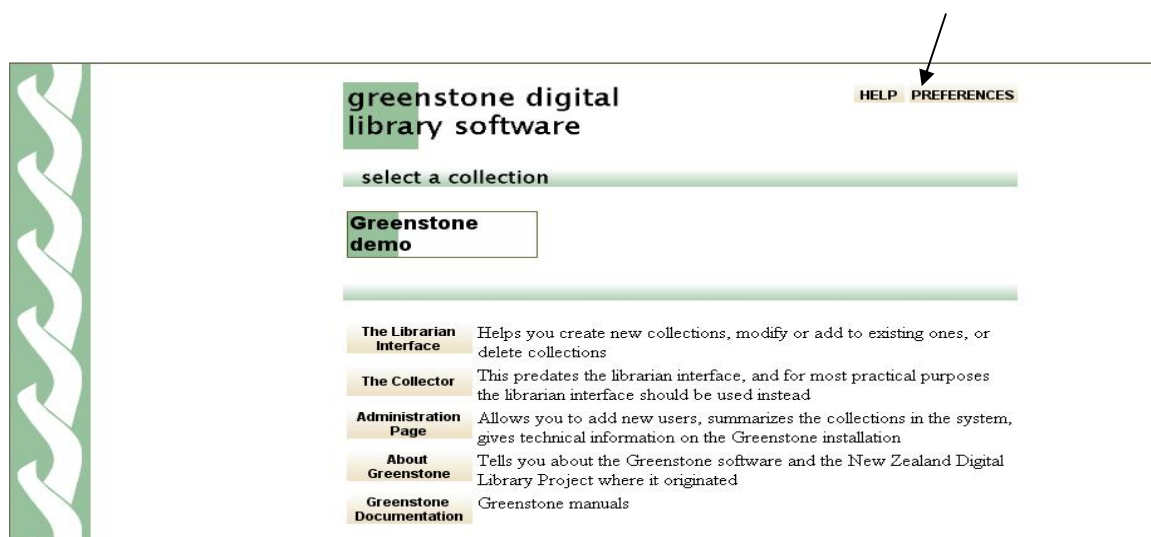 greenstone digital
library software
HELP PREFERENCES
select a collection
Greenstone
demo
The Librarian
Interface
Helps you create new collections, modify or add to existing ones, or
delete collections
The Collector
This predates the librarian interface, and for most practical purposes
the librarian interface should be used instead
Administration
Page
Allows you to add new users, summarizes the collections in the system,
gives technical information on the Greenstone installation
About
Greenstone
Tells you about the Greenstone software and the New Zealand Digital
Library Project where it originated
Greenstone
Documentation
Greenstone manuals